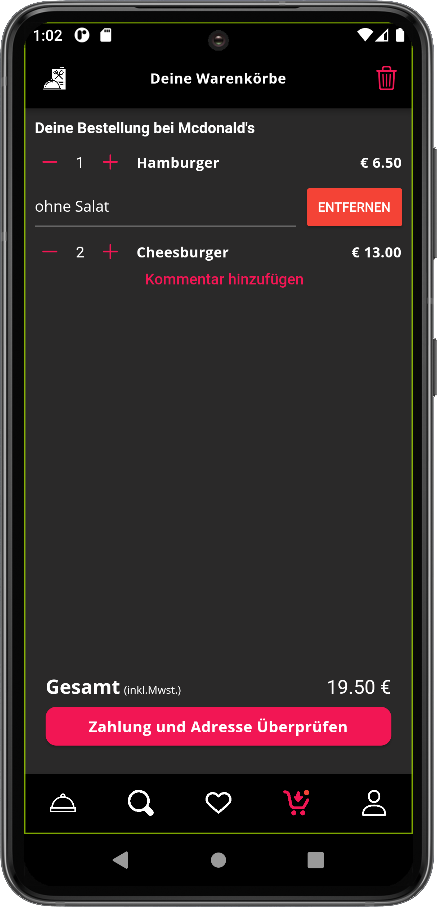 1:02
Deine Warenkörbe
Deine Bestellung bei Mcdonald's
1 Hamburger € 6.50
ohne Salat ENTFERNEN
2 Cheesburger € 13.00
Kommentar hinzufügen
Gesamt (inkl.Mwst.) 19.50 €
Zahlung und Adresse Überprüfen